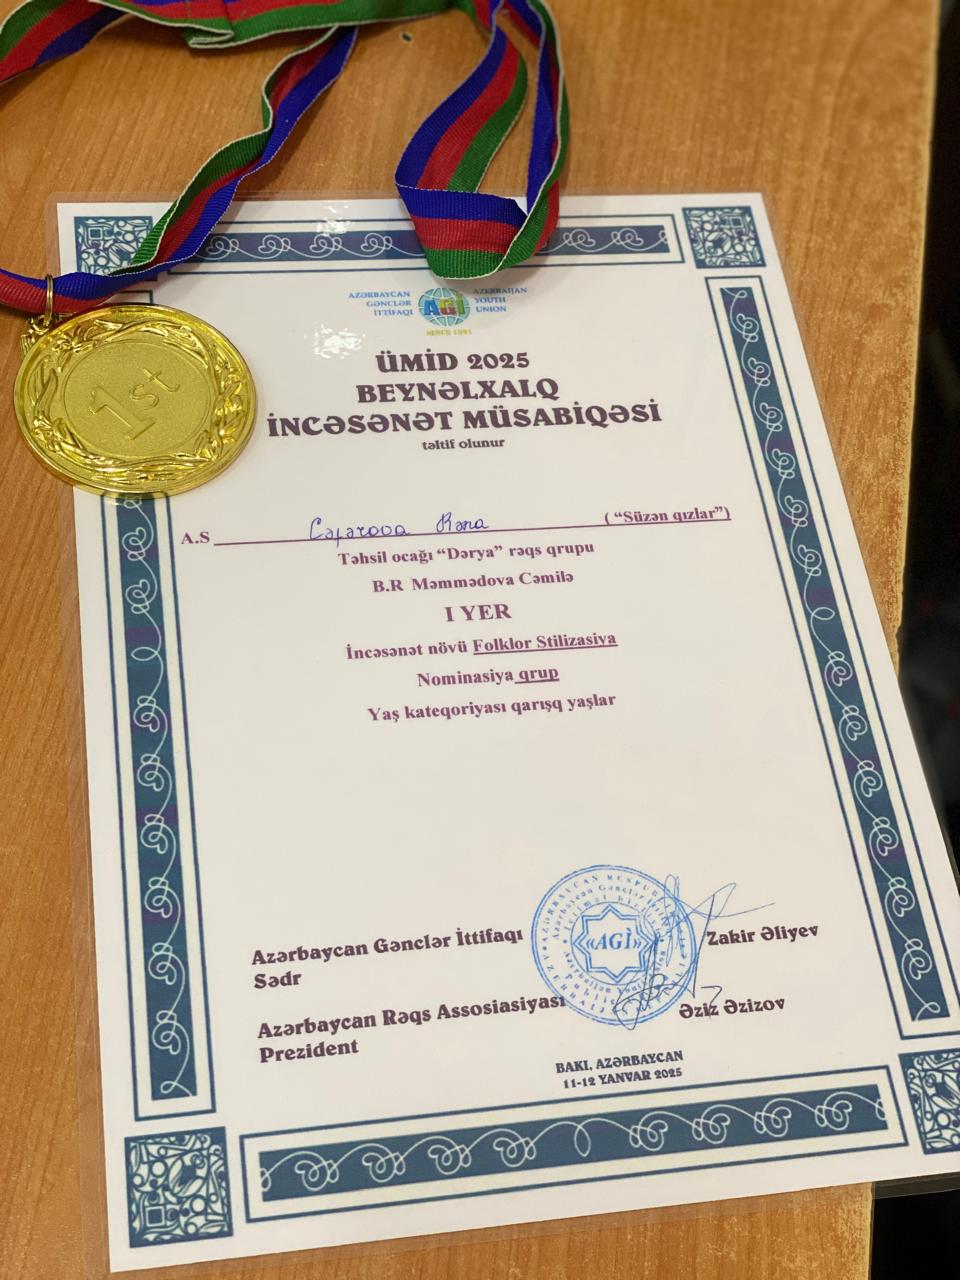 1st
AZƏRBAYCAN
GƏNCLƏR
İTTİFAQI
AGI
AZERBAIJAN
YOUTH
UNION
SINCE 1991
ÜMİD 2025
BEYNƏLXALQ
İNCƏSƏNƏT MÜSABİQƏSİ
təltif olunur
A.S Cəfərova Rəna ( “Süzən qızlar”)
Təhsil ocağı “Dərya” rəqs qrupu
B.R Məmmədova Cəmilə
I YER
İncəsənət növü Folklor Stilizasiya
Nominasiya qrup
Yaş kateqoriyası qarışq yaşlar
Azərbaycan Gənclər İttifaqı
Sədr
«AGİ»
Zakir Əliyev
Azərbaycan Rəqs Assosiasiyası
Prezident
Əziz Əzizov
BAKI, AZƏRBAYCAN
11-12 YANVAR 2025